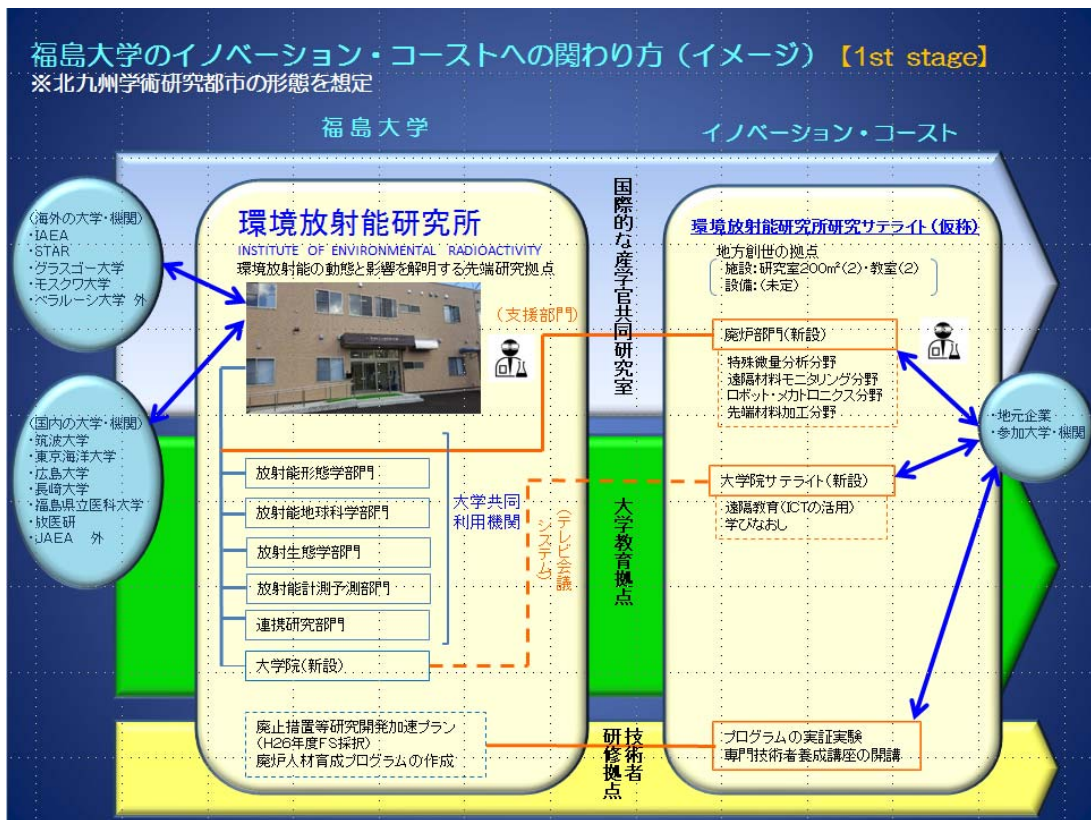 福島大学のイノベーション・コーストへの関わり方（イメージ）【1st stage】
※北九州学術研究都市の形態を想定
福島大学
イノベーション・コースト
(海外の大学・機関)
・IAEA
・STAR
・グラスゴー大学
・モスクワ大学
・ベラルーシ大学 外
(国内の大学・機関)
・筑波大学
・東京海洋大学
・広島大学
・長崎大学
・福島県立医科大学
・放医研
・JAEA 外
環境放射能研究所
INSTITUTE OF ENVIRONMENTAL RADIOACTIVITY
環境放射能の動態と影響を解明する先端研究拠点
(支援部門)
放射能形態学部門
放射能地球科学部門
放射生態学部門
放射能計測予測部門
連携研究部門
大学院(新設)
大学共同
利用機関
(テレビ会議
システム)
廃止措置等研究開発加速プラン
(H26年度FS採択)
廃炉人材育成プログラムの作成
国際的な産学官共同研究室
大学教育拠点
技術者
研修拠点
環境放射能研究所研究サテライト(仮称)
地方創世の拠点
施設:研究室200㎡(2)・教室(2)
設備:(未定)
廃炉部門(新設)
特殊微量分析分野
遠隔材料モニタリング分野
ロボット・メカトロニクス分野
先端材料加工分野
大学院サテライト(新設)
遠隔教育(ICTの活用)
学びなおし
プログラムの実証実験
専門技術者養成講座の開講
・地元企業
・参加大学・機関